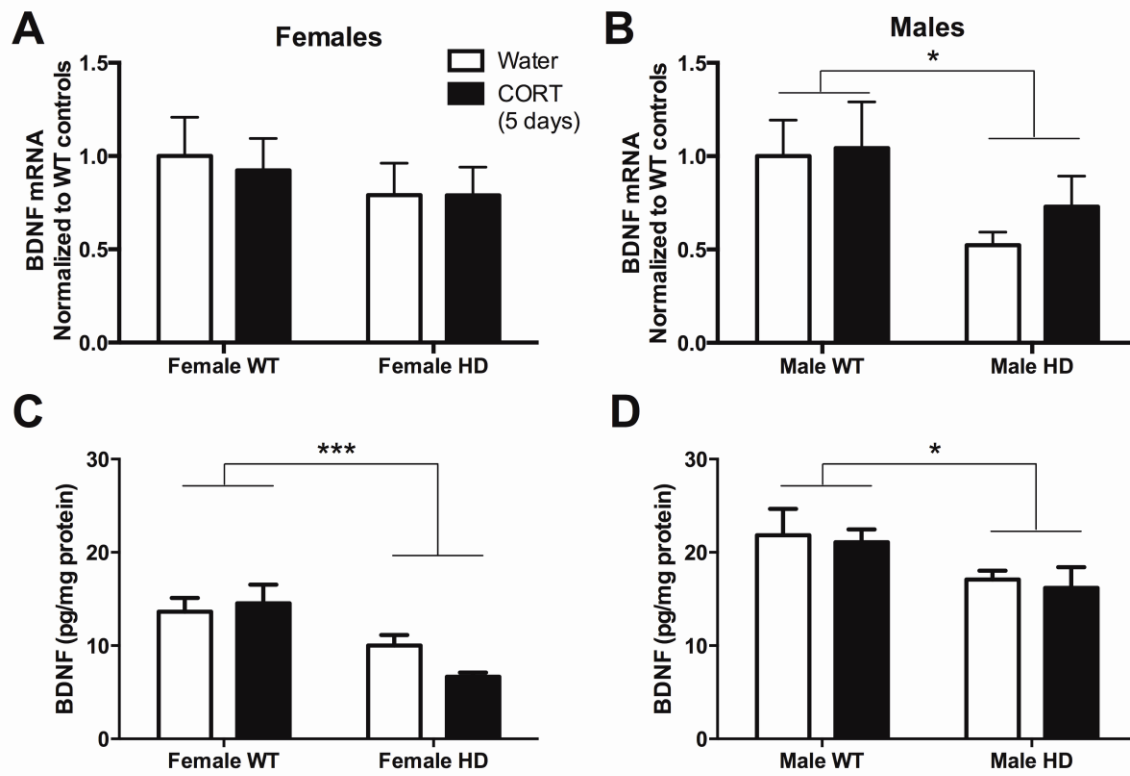 A
Females
BDNF mRNA
Normalized to WT controls
1.5
1.0
0.5
0.0
Female WT
Female HD
Water
CORT
(5 days)
B
Males
*
BDNF mRNA
Normalized to WT controls
1.5
1.0
0.5
0.0
Male WT
Male HD
C
***
BDNF (pg/mg protein)
30
20
10
0
Female WT
Female HD
D
*
BDNF (pg/mg protein)
30
20
10
0
Male WT
Male HD